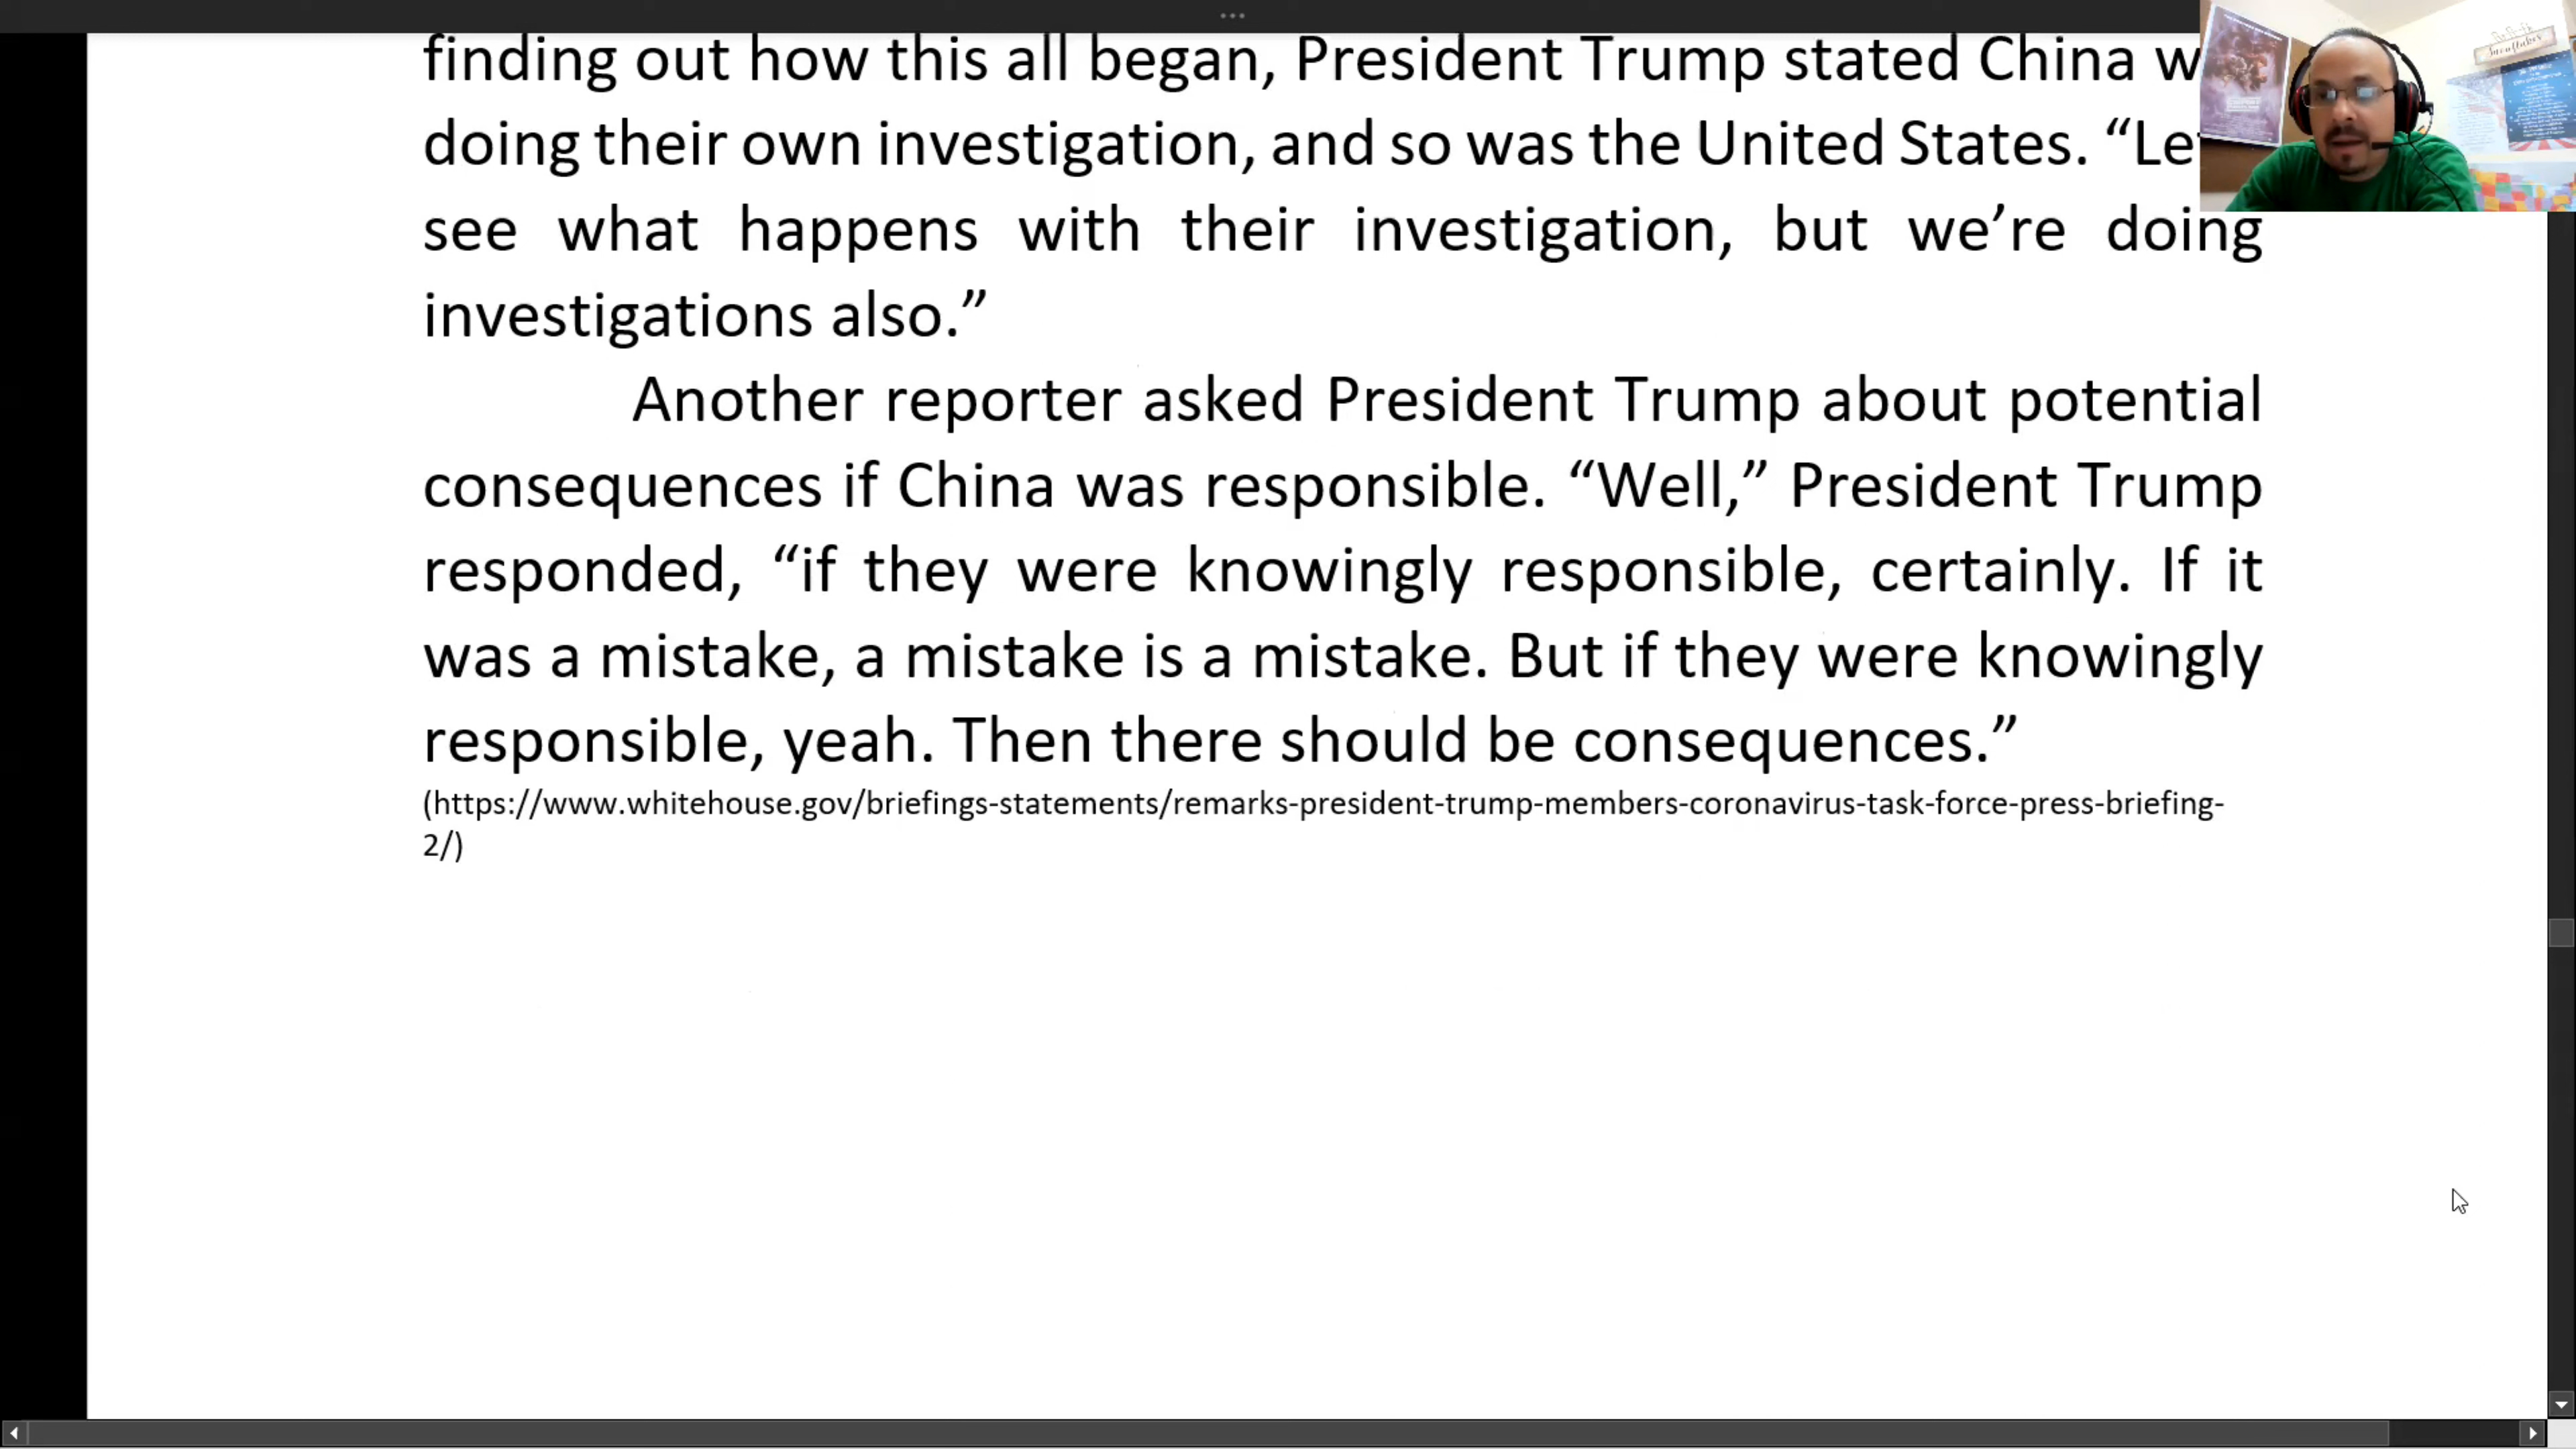 finding out how this all began, President Trump stated China
doing their own investigation, and so was the United States.
see what happens with their investigation, but we’re doing
investigations also.”
Another reporter asked President Trump about potential
consequences if China was responsible. “Well,” President Trump
responded, “if they were knowingly responsible, certainly. If it
was a mistake, a mistake is a mistake. But if they were knowingly
responsible, yeah. Then there should be consequences.”
(https://www.whitehouse.gov/briefings-statements/remarks-president-trump-members-coronavirus-task-force-press-briefing-
2/)